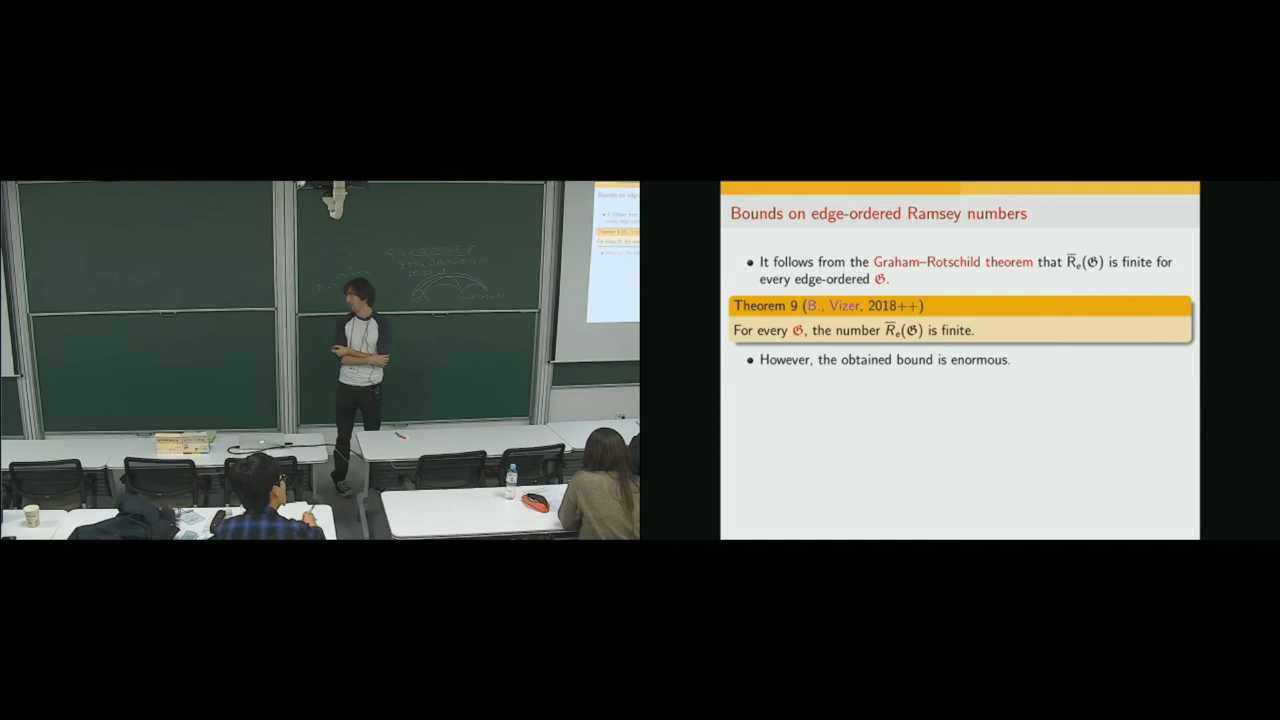 Bounds on edge-ordered Ramsey numbers
• It follows from the Graham–Rotschild theorem that R̅ₑ(𝔊) is finite for
every edge-ordered 𝔊.
Theorem 9 (B., Vizer, 2018++)
For every 𝔊, the number R̅ₑ(𝔊) is finite.
• However, the obtained bound is enormous.